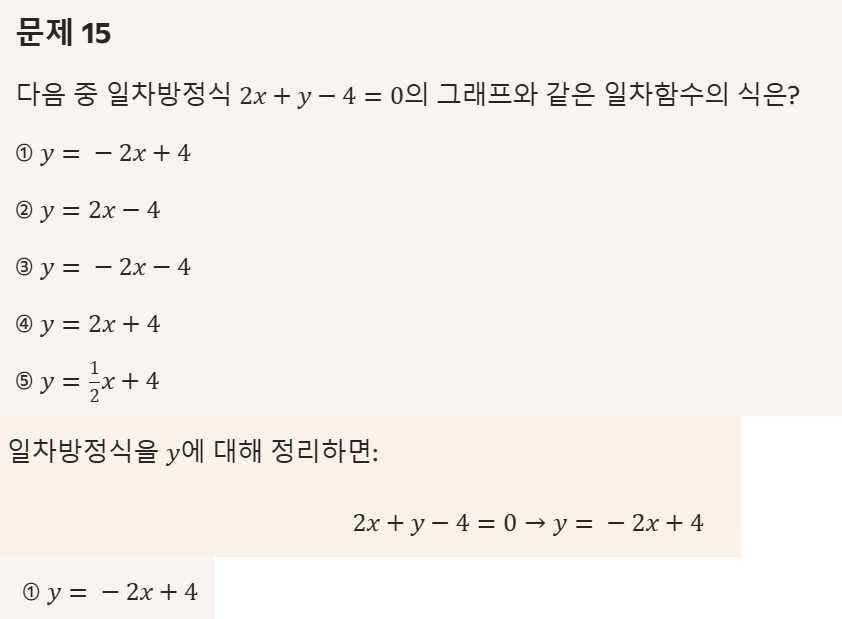 문제 15
다음 중 일차방정식 2x + y − 4 = 0의 그래프와 같은 일차함수의 식은?
① y = − 2x + 4
② y = 2x − 4
③ y = − 2x − 4
④ y = 2x + 4
⑤ y = 1/2 x + 4
일차방정식을 y에 대해 정리하면:
2x + y − 4 = 0 → y = − 2x + 4
① y = − 2x + 4